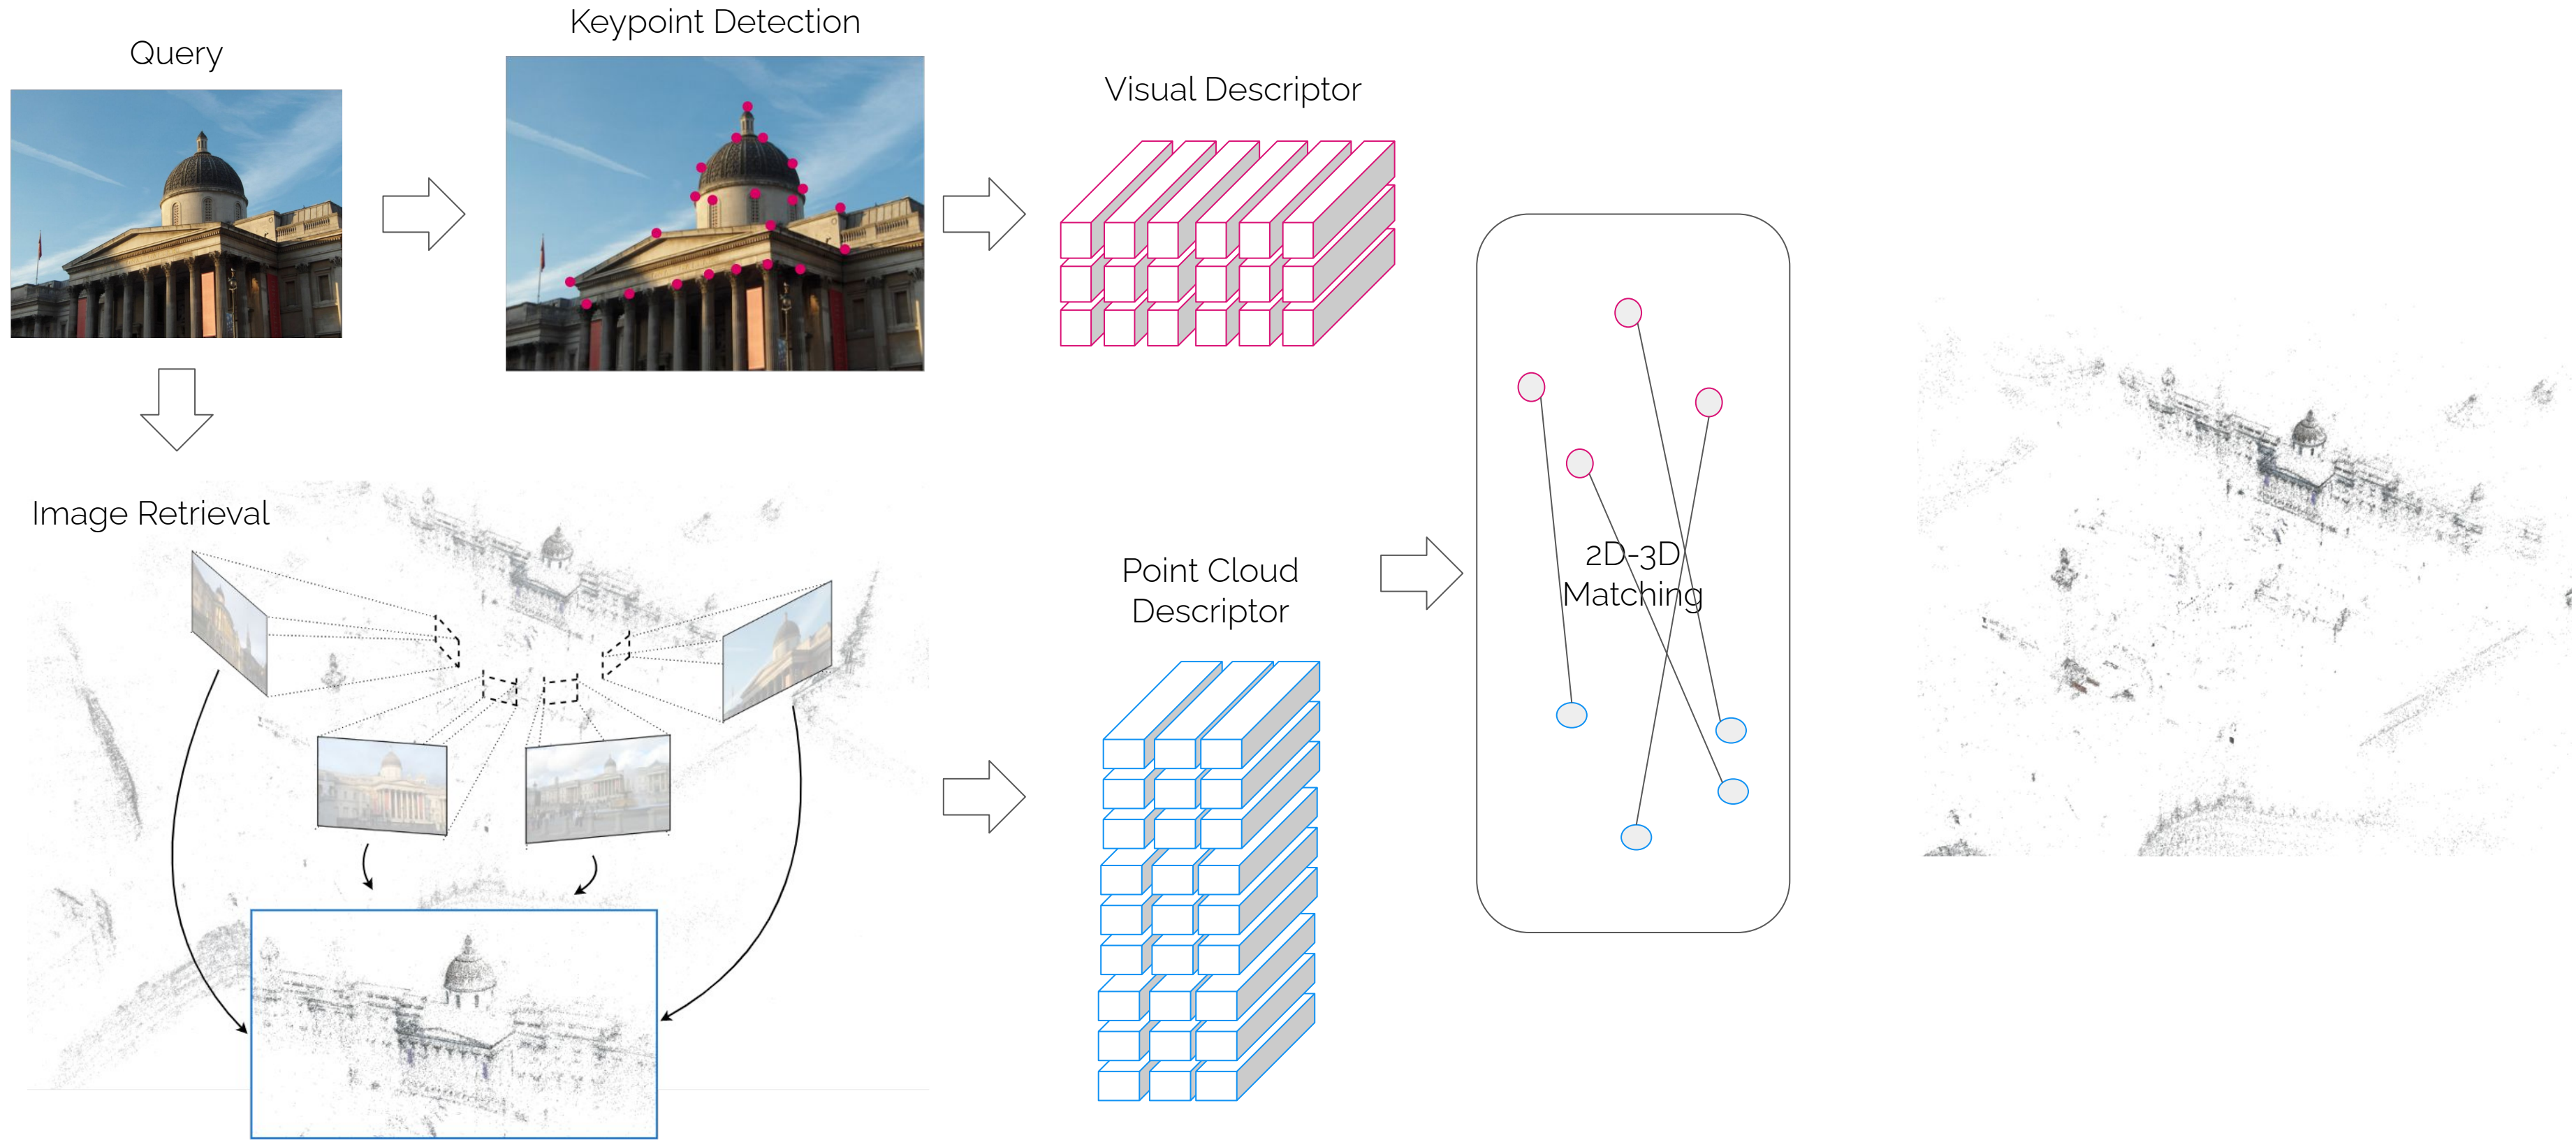 Query
Keypoint Detection
Visual Descriptor
Image Retrieval
Point Cloud
Descriptor
2D-3D
Matching